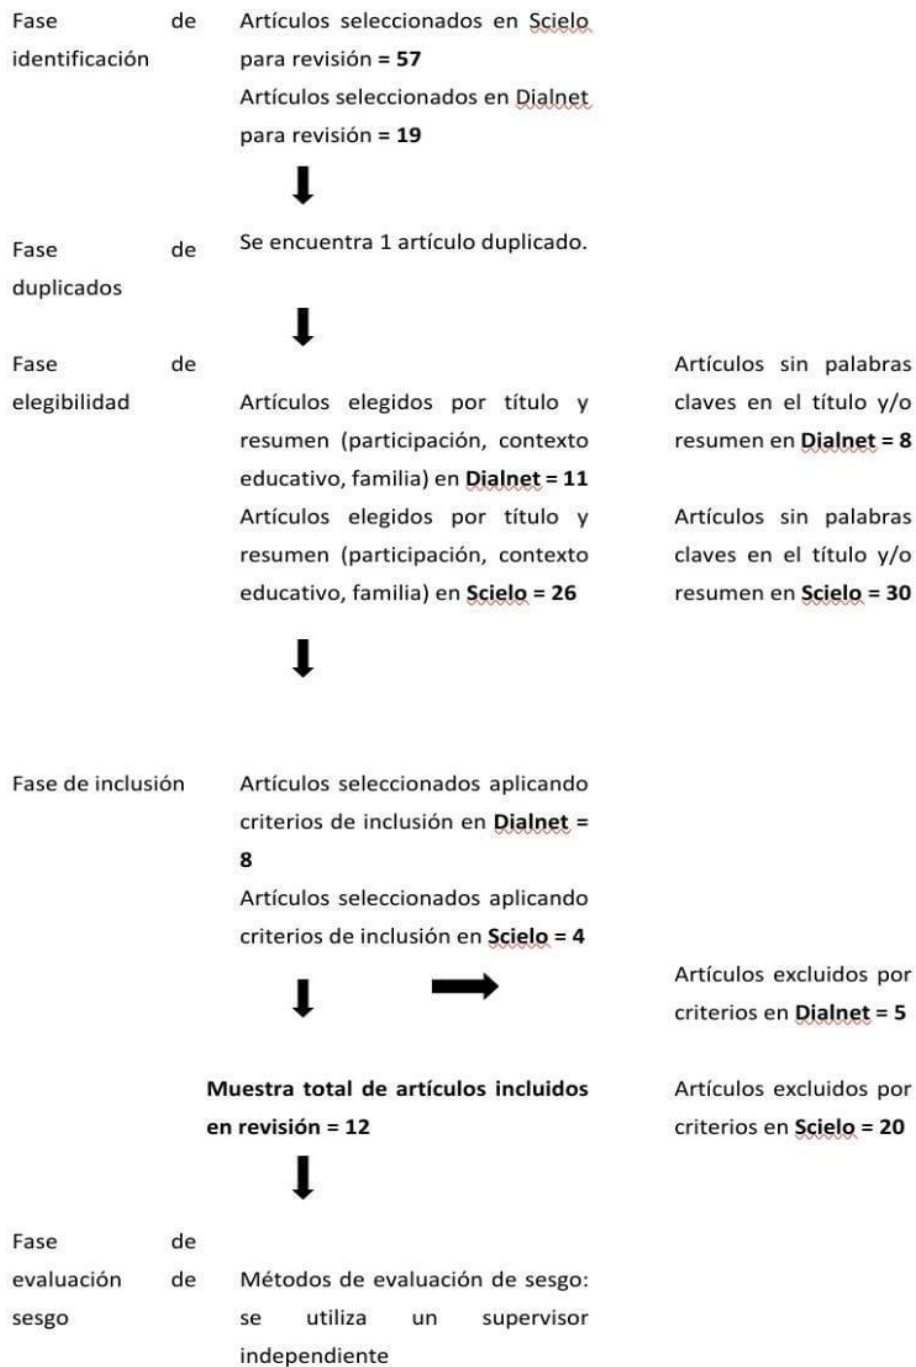 Fase de
identificación
Artículos seleccionados en Scielo
para revisión = 57
Artículos seleccionados en Dialnet
para revisión = 19
Fase de
duplicados
Se encuentra 1 artículo duplicado.
Fase de
elegibilidad
Artículos elegidos por título y
resumen (participación, contexto
educativo, familia) en Dialnet = 11
Artículos elegidos por título y
resumen (participación, contexto
educativo, familia) en Scielo = 26
Artículos sin palabras
claves en el título y/o
resumen en Dialnet = 8
Artículos sin palabras
claves en el título y/o
resumen en Scielo = 30
Fase de inclusión
Artículos seleccionados aplicando
criterios de inclusión en Dialnet =
8
Artículos seleccionados aplicando
criterios de inclusión en Scielo = 4
Artículos excluidos por
criterios en Dialnet = 5
Artículos excluidos por
criterios en Scielo = 20
Muestra total de artículos incluidos
en revisión = 12
Fase de
evaluación de
sesgo
Métodos de evaluación de sesgo:
se utiliza un supervisor
independiente